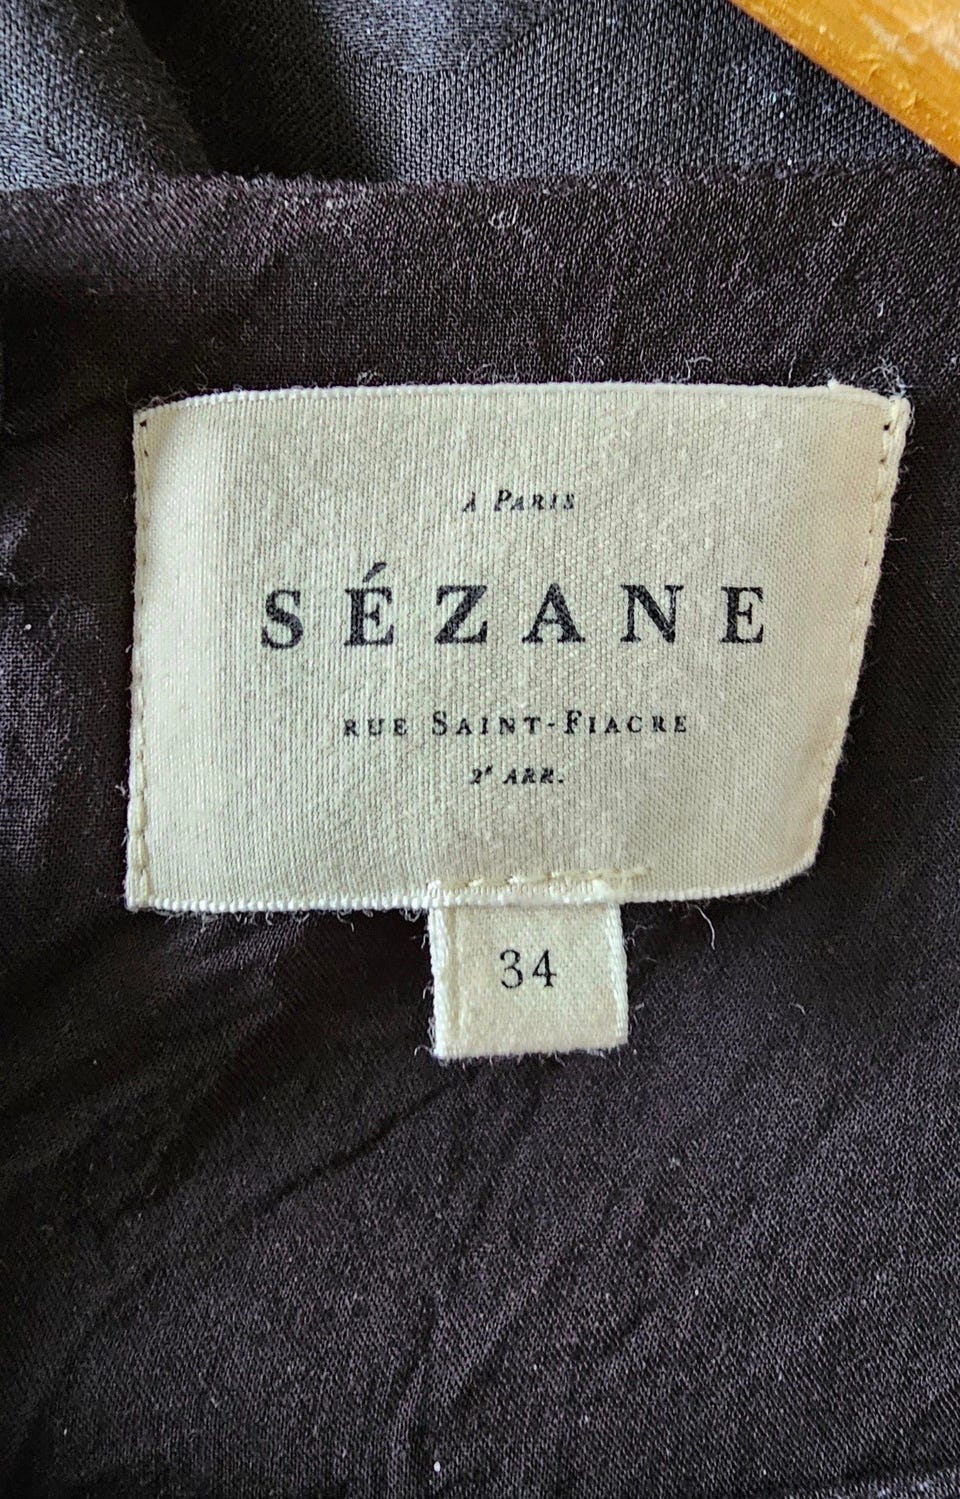 À PARIS
SÉZANE
RUE SAINT-FIACRE
2e ARR.
34